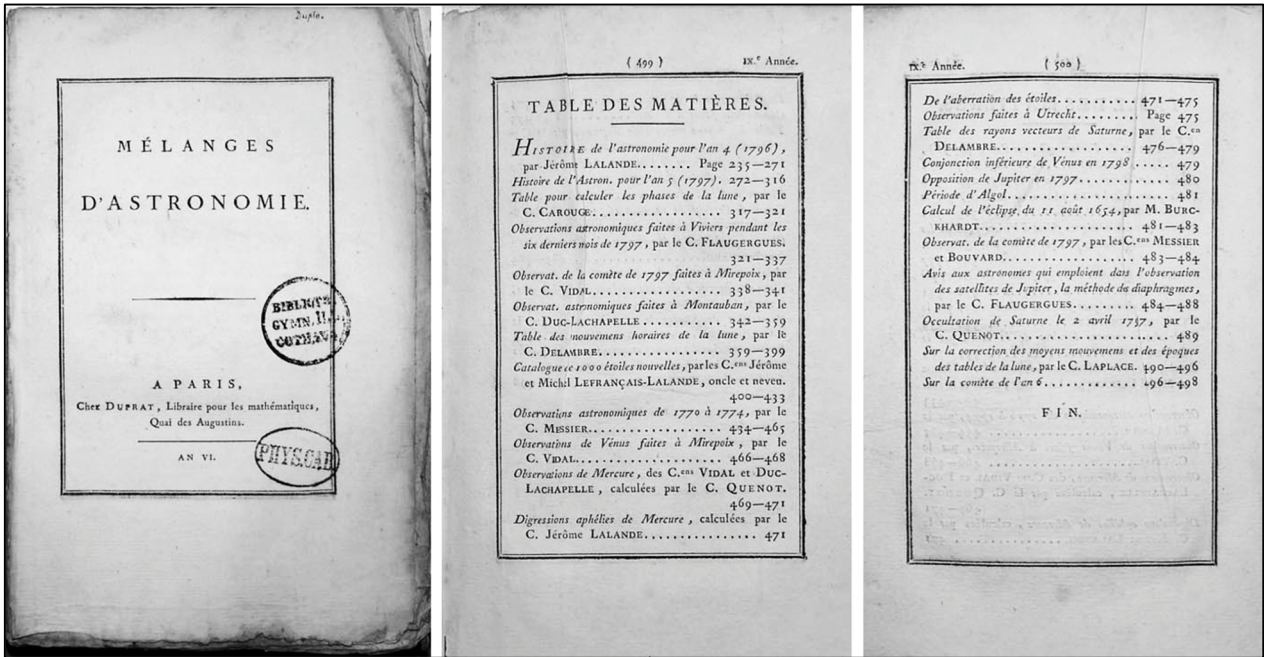 Duplo.
MÉLANGES
D'ASTRONOMIE.
A PARIS,
Chez DUPRAT, Libraire pour les mathématiques,
Quai des Augustins.
AN VI.
GYMN. ILL.
PHYS.CAB
( 499 ) IX.e Année.
TABLE DES MATIÈRES.
HISTOIRE de l'astronomie pour l'an 4 (1796),
par Jérôme LALANDE........ Page 235—271
Histoire de l'Astron. pour l'an 5 (1797). 272—316
Table pour calculer les phases de la lune, par le
C. CAROUGE.................. 317—321
Observations astronomiques faites à Viviers pendant les
six derniers mois de 1797, par le C. FLAUGERGUES.
321—337
Observat. de la comète de 1797 faites à Mirepoix, par
le C. VIDAL.................. 338—341
Observat. astronomiques faites à Montauban, par le
C. DUC-LACHAPELLE........... 342—359
Table des mouvemens horaires de la lune, par le
C. DELAMBRE................. 359—399
Catalogue de 1000 étoiles nouvelles, par les C.ens Jérôme
et Michel LEFRANÇAIS-LALANDE, oncle et neveu.
400—433
Observations astronomiques de 1770 à 1774, par le
C. MESSIER.................. 434—465
Observations de Vénus faites à Mirepoix, par le
C. VIDAL.................... 466—468
Observations de Mercure, des C.ens VIDAL et DUC-
LACHAPELLE, calculées par le C. QUENOT.
469—471
Digressions aphélies de Mercure, calculées par le
C. Jérôme LALANDE............... 471
IX.e Année. ( 500 )
De l'aberration des étoiles........... 471—475
Observations faites à Utrecht........ Page 475
Table des rayons vecteurs de Saturne, par le C.en
DELAMBRE.................... 476—479
Conjonction inférieure de Vénus en 1798..... 479
Opposition de Jupiter en 1797............ 480
Période d'Algol....................... 481
Calcul de l'éclipse du 11 août 1654, par M. BURC-
KHARDT..................... 481—483
Observat. de la comète de 1797, par les C.ens MESSIER
et BOUVARD.................. 483—484
Avis aux astronomes qui emploient dans l'observation
des satellites de Jupiter, la méthode des diaphragmes,
par le C. FLAUGERGUES........ 484—488
Occultation de Saturne le 2 avril 1797, par le
C. QUENOT....................... 489
Sur la correction des moyens mouvemens et des époques
des tables de la lune, par le C. LAPLACE. 490—496
Sur la comète de l'an 6............ 496—498
FIN.